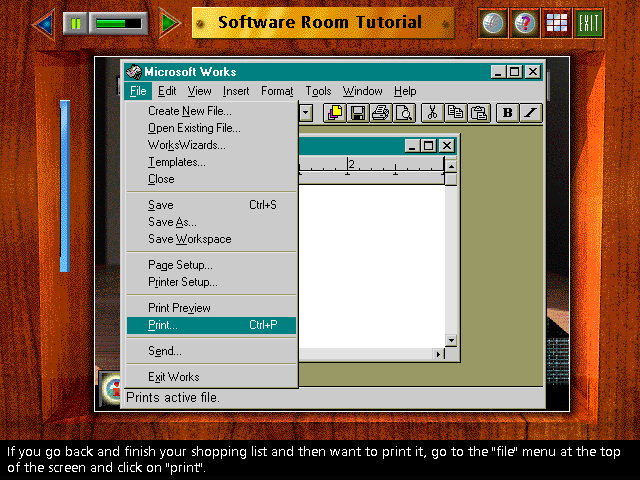 Software Room Tutorial
EXIT
Microsoft Works
File Edit View Insert Format Tools Window Help
B I
Create New File...
Open Existing File...
WorksWizards...
Templates...
Close
Save Ctrl+S
Save As...
Save Workspace
Page Setup...
Printer Setup...
Print Preview
Print... Ctrl+P
Send...
Exit Works
2
Prints active file.
If you go back and finish your shopping list and then want to print it, go to the "file" menu at the top
of the screen and click on "print".